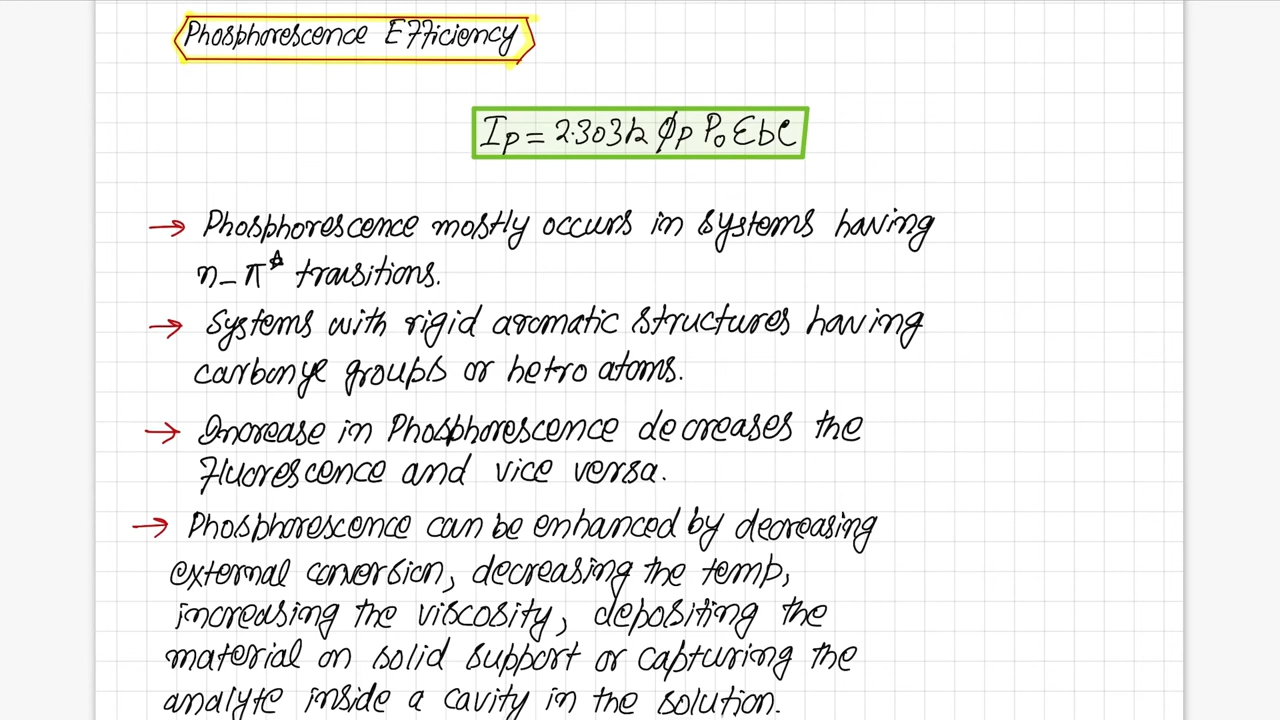 Phosphorescence Efficiency
Ip = 2.303k φp P₀ εbc
→ Phosphorescence mostly occurs in systems having
n-π* transitions.
→ Systems with rigid aromatic structures having
carbonyl groups or hetro atoms.
→ Increase in Phosphorescence decreases the
fluorescence and vice versa.
→ Phosphorescence can be enhanced by decreasing
external conversion, decreasing the temp,
increasing the viscosity, depositing the
material on solid support or capturing the
analyte inside a cavity in the solution.